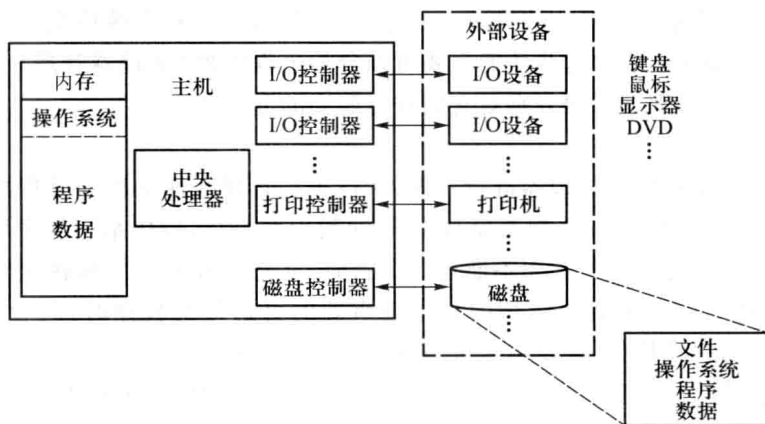 外部设备
内存
主机
I/O控制器
I/O设备
键盘
鼠标
显示器
DVD
⋮
操作系统
I/O控制器
I/O设备
⋮
⋮
程序
数据
中央
处理器
打印控制器
打印机
⋮
磁盘控制器
磁盘
⋮
文件
操作系统
程序
数据